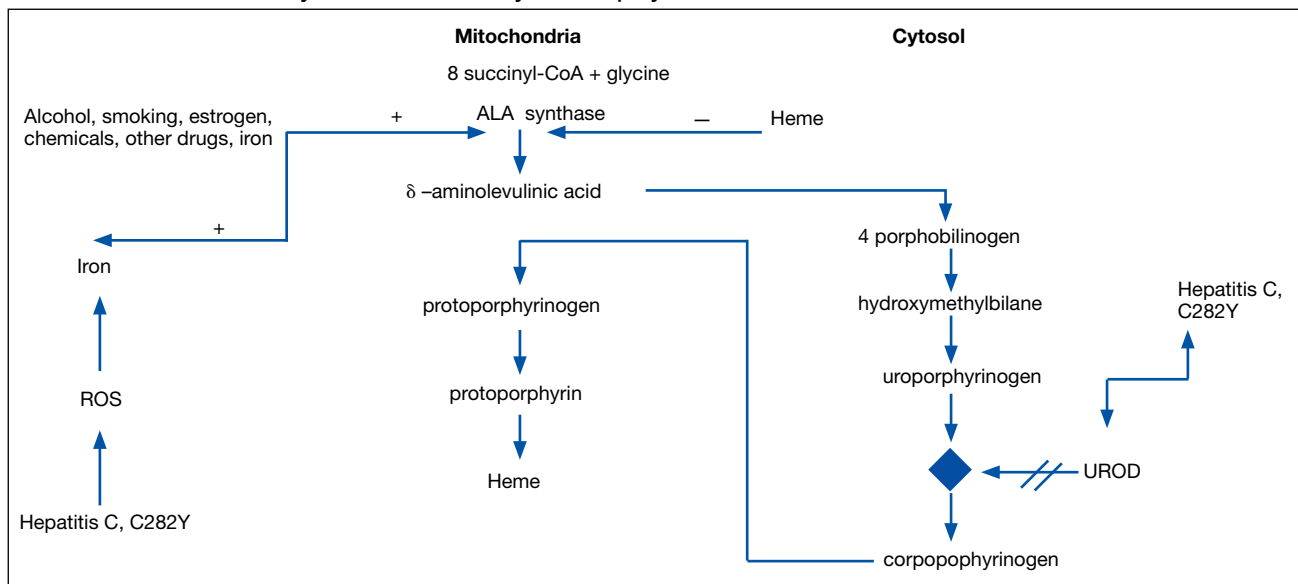 Mitochondria
Cytosol
8 succinyl-CoA + glycine
Alcohol, smoking, estrogen,
chemicals, other drugs, iron
+
ALA synthase
–
Heme
δ –aminolevulinic acid
+
Iron
4 porphobilinogen
protoporphyrinogen
hydroxymethylbilane
Hepatitis C,
C282Y
ROS
protoporphyrin
uroporphyrinogen
Heme
UROD
Hepatitis C, C282Y
corpopophyrinogen